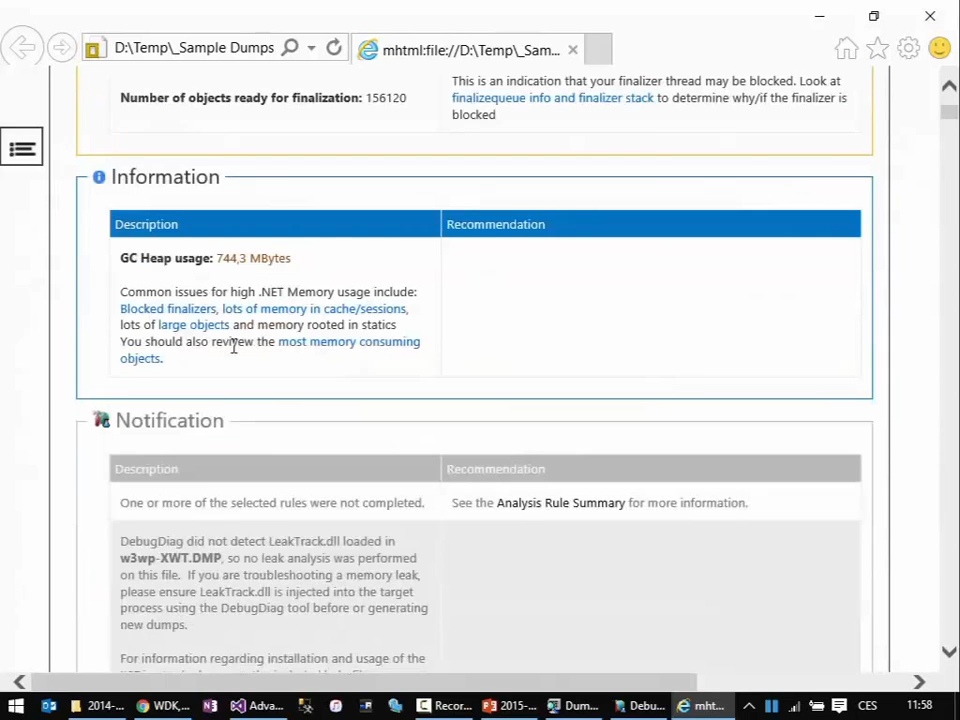 D:\Temp\_Sample Dumps
mhtml:file://D:\Temp\_Sam...
This is an indication that your finalizer thread may be blocked. Look at
Number of objects ready for finalization: 156120
finalizequeue info and finalizer stack to determine why/if the finalizer is
blocked
Information
Description
Recommendation
GC Heap usage: 744,3 MBytes
Common issues for high .NET Memory usage include:
Blocked finalizers, lots of memory in cache/sessions,
lots of large objects and memory rooted in statics
You should also review the most memory consuming
objects.
Notification
Description
Recommendation
One or more of the selected rules were not completed.
See the Analysis Rule Summary for more information.
DebugDiag did not detect LeakTrack.dll loaded in
w3wp-XWT.DMP, so no leak analysis was performed
on this file. If you are troubleshooting a memory leak,
please ensure LeakTrack.dll is injected into the target
process using the DebugDiag tool before or generating
new dumps.
For information regarding installation and usage of the
2014-...
WDK,...
Adva...
Recor...
2015-...
Dum...
Debu...
mht...
CES
11:58